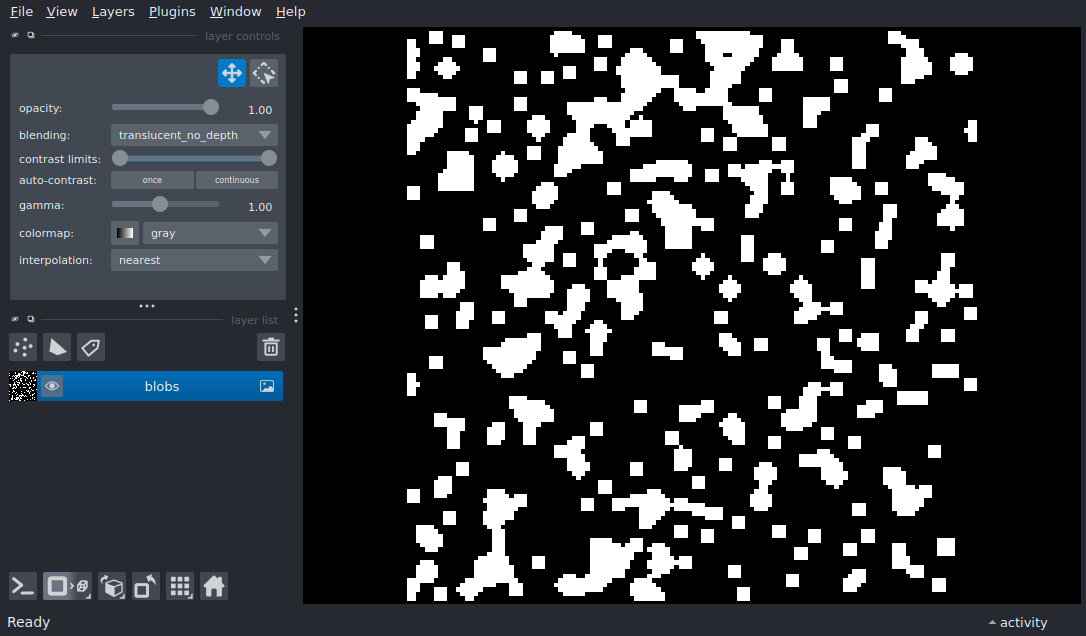 File View Layers Plugins Window Help
layer controls
opacity: 1.00
blending: translucent_no_depth
contrast limits:
auto-contrast: once continuous
gamma: 1.00
colormap: gray
interpolation: nearest
layer list
blobs
Ready activity